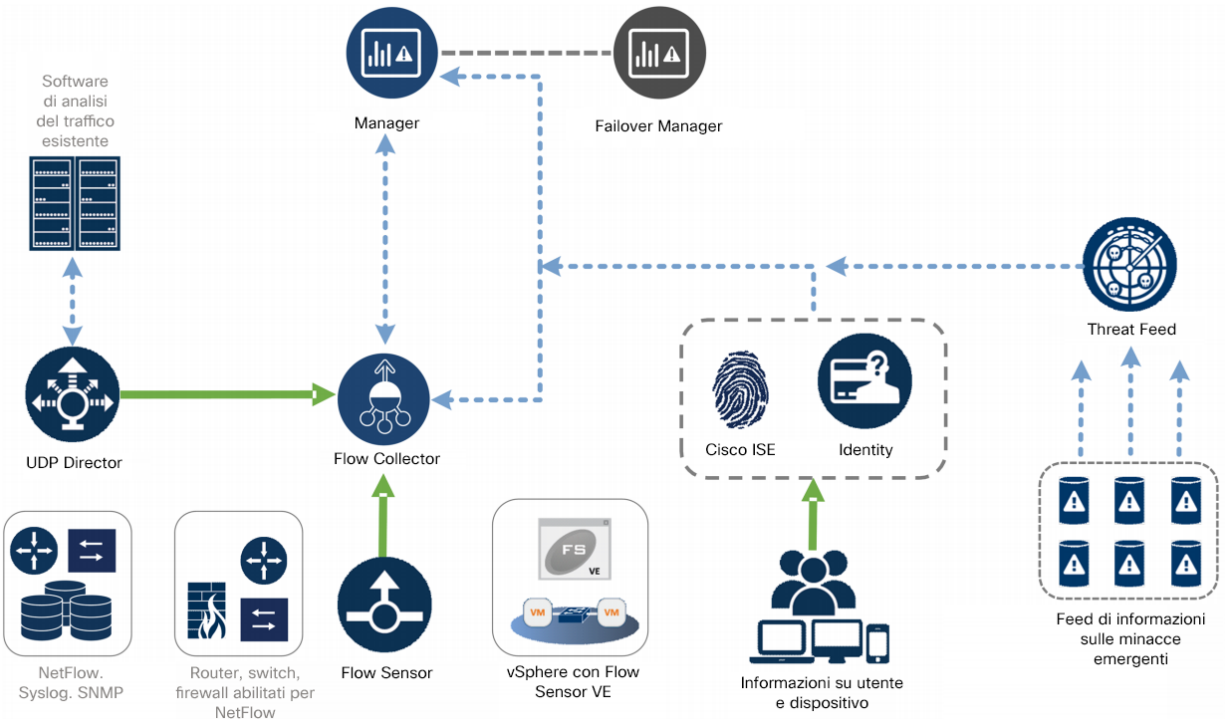 Software
di analisi
del traffico
esistente
Manager
Failover Manager
Threat Feed
UDP Director
Flow Collector
Cisco ISE
Identity
FS
VE
VM
VM
NetFlow.
Syslog. SNMP
Router, switch,
firewall abilitati per
NetFlow
Flow Sensor
vSphere con Flow
Sensor VE
Informazioni su utente
e dispositivo
Feed di informazioni
sulle minacce
emergenti